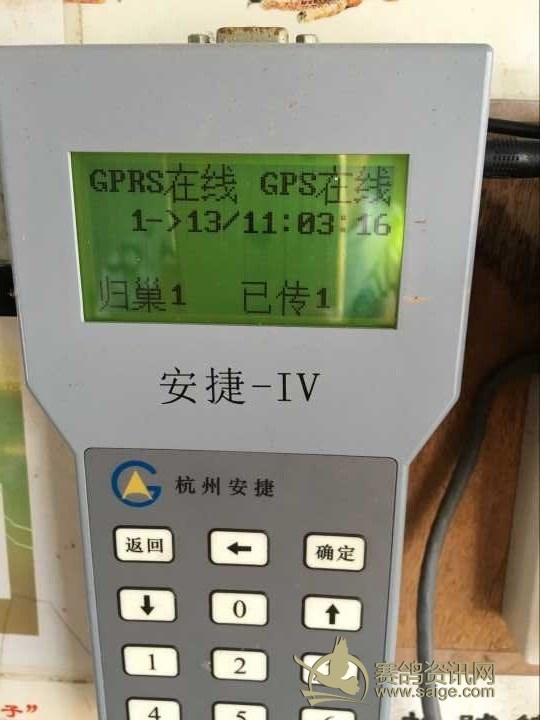 GPRS在线 GPS在线
1->13/11:03:16
归巢1 已传1
安捷-IV
杭州安捷
返回 ← 确定
↓ 0 ↑
1 2
4 5 6
子”
赛鸽资讯网
www.saige.com